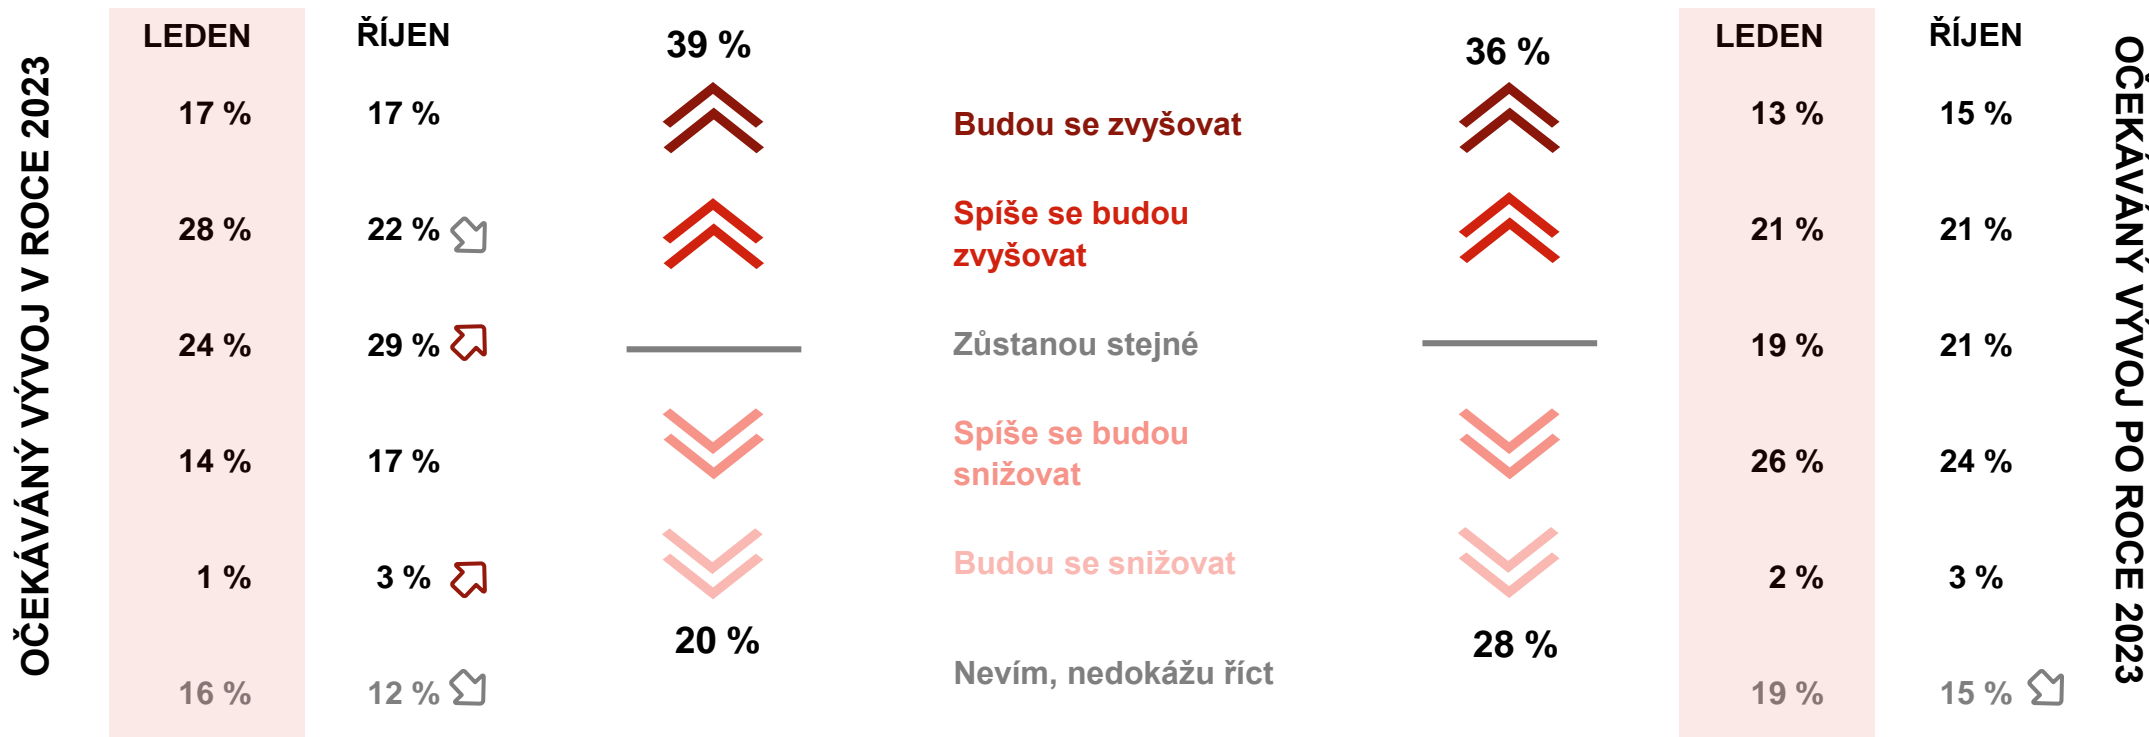 OČEKÁVÁNÝ VÝVOJ V ROCE 2023
LEDEN ŘÍJEN 39 % 36 % LEDEN ŘÍJEN
17 % 17 % Budou se zvyšovat 13 % 15 %
28 % 22 % Spíše se budou 21 % 21 %
zvyšovat
24 % 29 % Zůstanou stejné 19 % 21 %
14 % 17 % Spíše se budou 26 % 24 %
snižovat
1 % 3 % Budou se snižovat 2 % 3 %
20 % 28 %
16 % 12 % Nevím, nedokážu říct 19 % 15 %
OČEKÁVÁNÝ VÝVOJ PO ROCE 2023